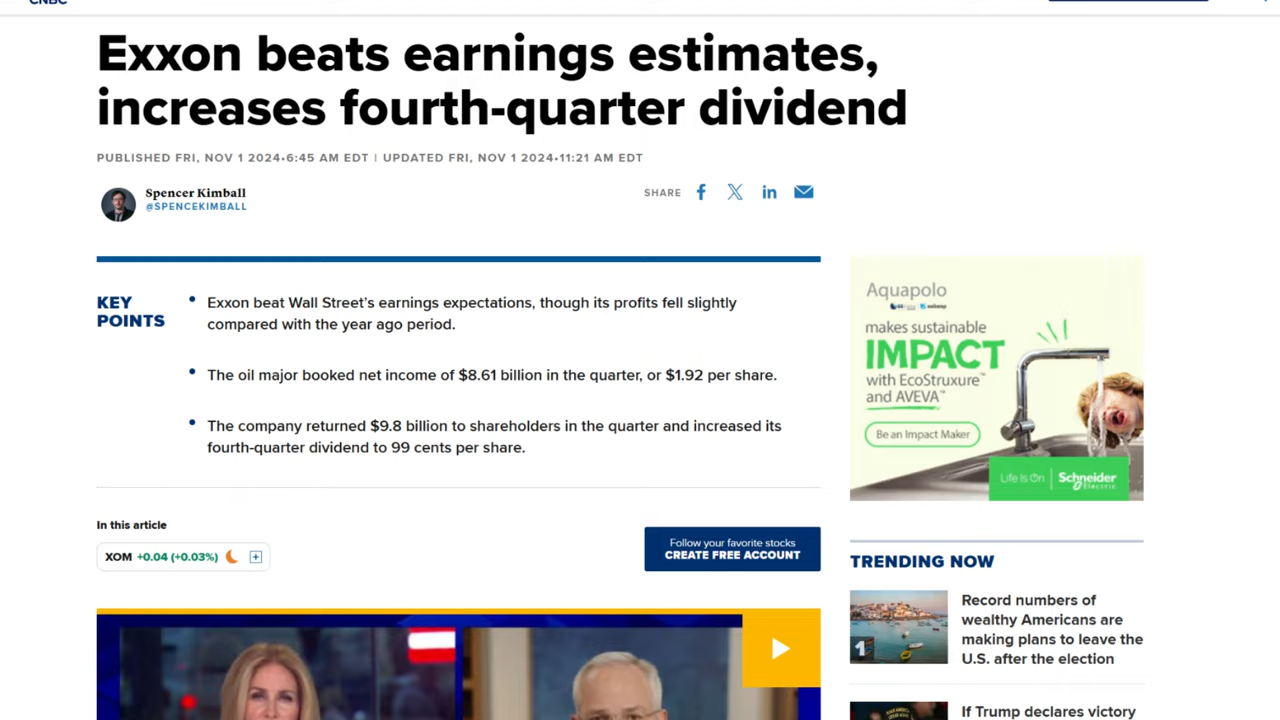 CNBC
Exxon beats earnings estimates,
increases fourth-quarter dividend
PUBLISHED FRI, NOV 1 2024•6:45 AM EDT | UPDATED FRI, NOV 1 2024•11:21 AM EDT
Spencer Kimball
@SPENCEKIMBALL
SHARE
KEY
POINTS
• Exxon beat Wall Street's earnings expectations, though its profits fell slightly
compared with the year ago period.
• The oil major booked net income of $8.61 billion in the quarter, or $1.92 per share.
• The company returned $9.8 billion to shareholders in the quarter and increased its
fourth-quarter dividend to 99 cents per share.
In this article
XOM +0.04 (+0.03%)
Follow your favorite stocks
CREATE FREE ACCOUNT
Aquapolo
makes sustainable
IMPACT
with EcoStruxure™
and AVEVA™
Be an Impact Maker
Life Is On | Schneider
Electric
TRENDING NOW
1
Record numbers of
wealthy Americans are
making plans to leave the
U.S. after the election
If Trump declares victory